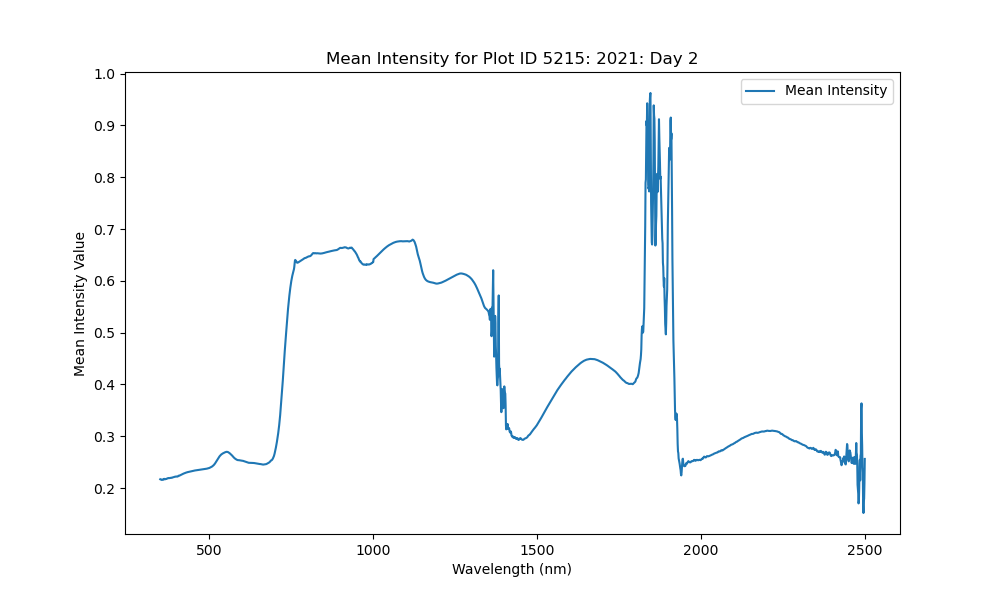 Mean Intensity for Plot ID 5215: 2021: Day 2
Mean Intensity
Mean Intensity Value
1.0
0.9
0.8
0.7
0.6
0.5
0.4
0.3
0.2
500 1000 1500 2000 2500
Wavelength (nm)